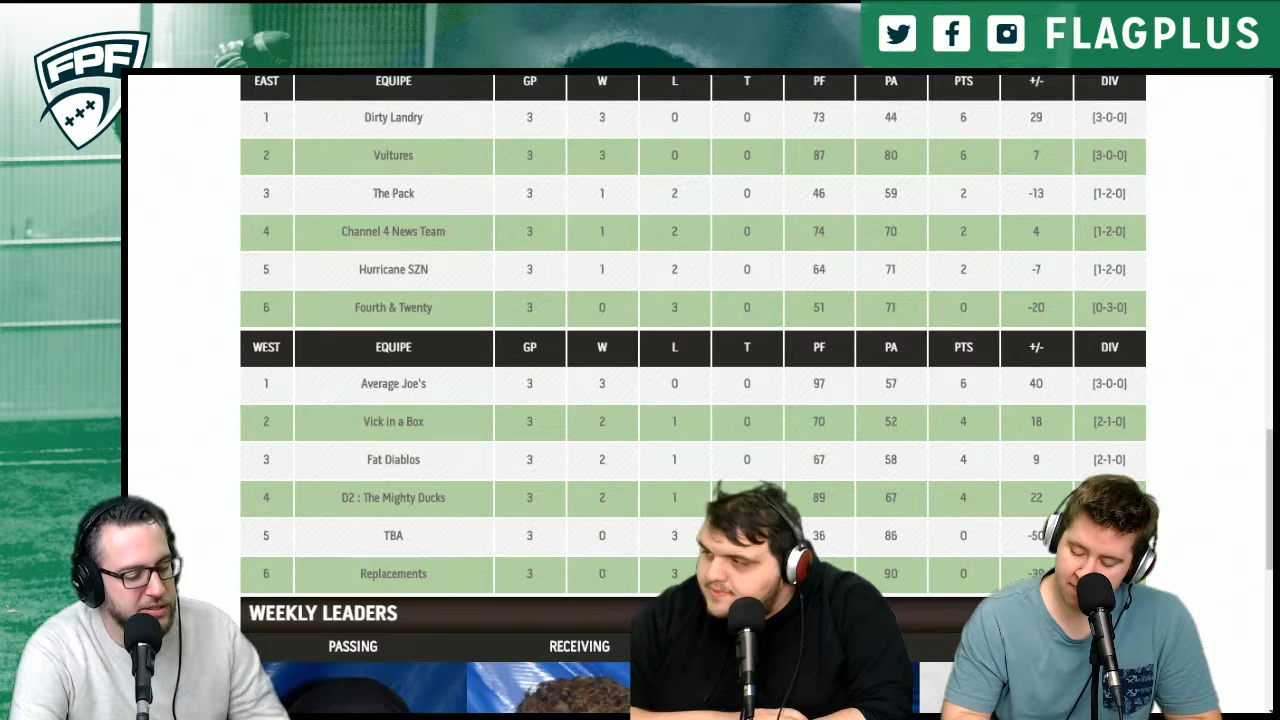 FLAGPLUS
FPF
EAST EQUIPE GP W L T PF PA PTS +/- DIV
1 Dirty Landry 3 3 0 0 73 44 6 29 [3-0-0]
2 Vultures 3 3 0 0 87 80 6 7 [3-0-0]
3 The Pack 3 1 2 0 46 59 2 -13 [1-2-0]
4 Channel 4 News Team 3 1 2 0 74 70 2 4 [1-2-0]
5 Hurricane SZN 3 1 2 0 64 71 2 -7 [1-2-0]
6 Fourth & Twenty 3 0 3 0 51 71 0 -20 [0-3-0]
WEST EQUIPE GP W L T PF PA PTS +/- DIV
1 Average Joe's 3 3 0 0 97 57 6 40 [3-0-0]
2 Vick in a Box 3 2 1 0 70 52 4 18 [2-1-0]
3 Fat Diablos 3 2 1 0 67 58 4 9 [2-1-0]
4 D2 : The Mighty Ducks 3 2 1 89 67 4 22
5 TBA 3 0 3 36 86 0 -50
6 Replacements 3 0 3 90 0
WEEKLY LEADERS
PASSING RECEIVING